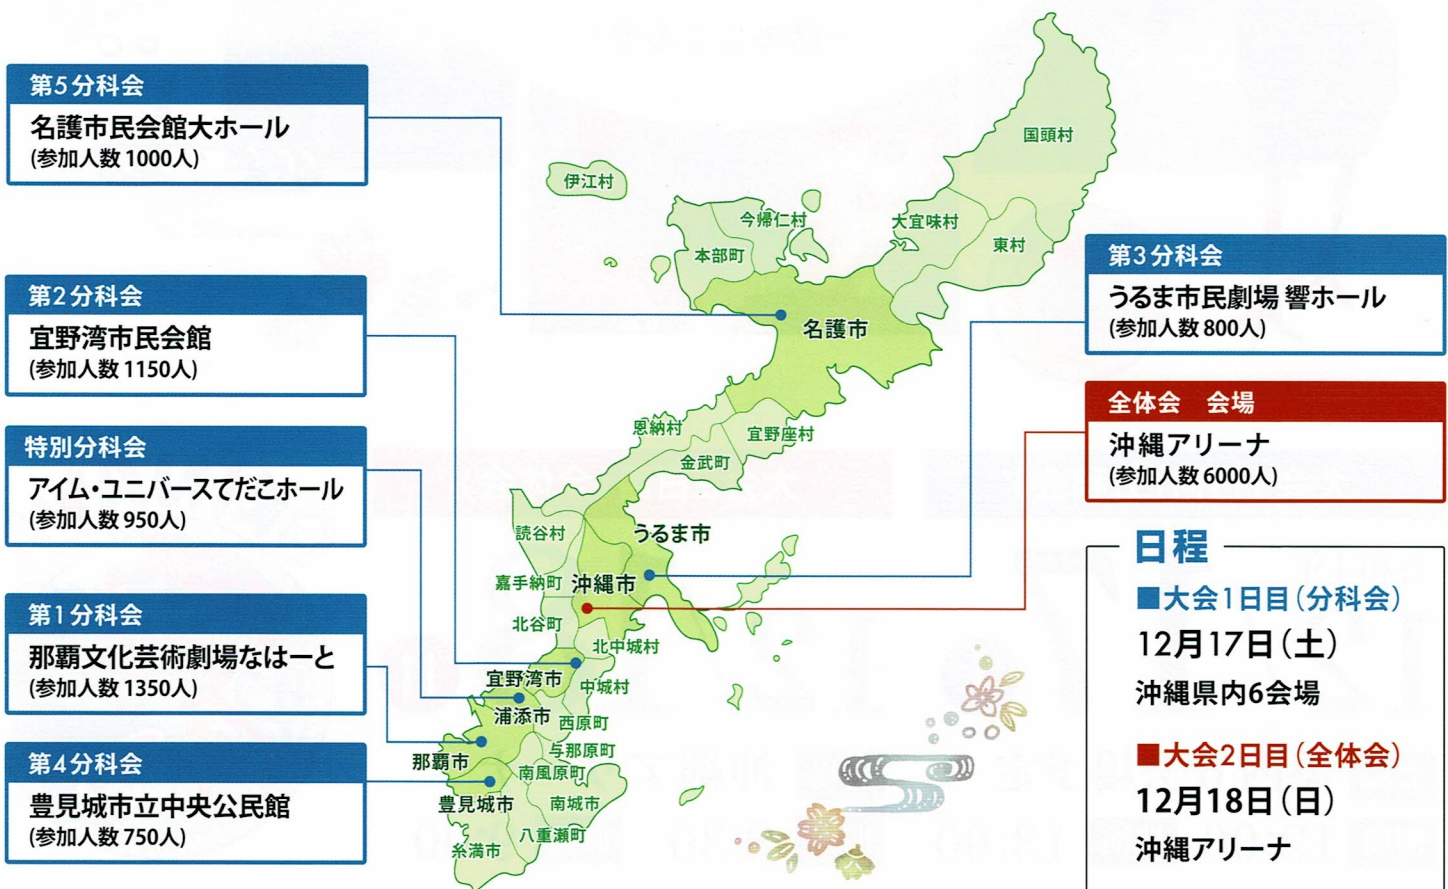 第5分科会
名護市民会館大ホール
(参加人数 1000人)
第2分科会
宜野湾市民会館
(参加人数 1150人)
特別分科会
アイム・ユニバースてだこホール
(参加人数 950人)
第1分科会
那覇文化芸術劇場なはーと
(参加人数 1350人)
第4分科会
豊見城市立中央公民館
(参加人数 750人)
国頭村
伊江村
今帰仁村
大宜味村
本部町
東村
名護市
恩納村
宜野座村
金武町
読谷村
うるま市
嘉手納町
沖縄市
北谷町
北中城村
宜野湾市
中城村
浦添市
西原町
那覇市
与那原町
南風原町
豊見城市
南城市
八重瀬町
糸満市
第3分科会
うるま市民劇場 響ホール
(参加人数 800人)
全体会 会場
沖縄アリーナ
(参加人数 6000人)
日程
■大会1日目(分科会)
12月17日(土)
沖縄県内6会場
■大会2日目(全体会)
12月18日(日)
沖縄アリーナ